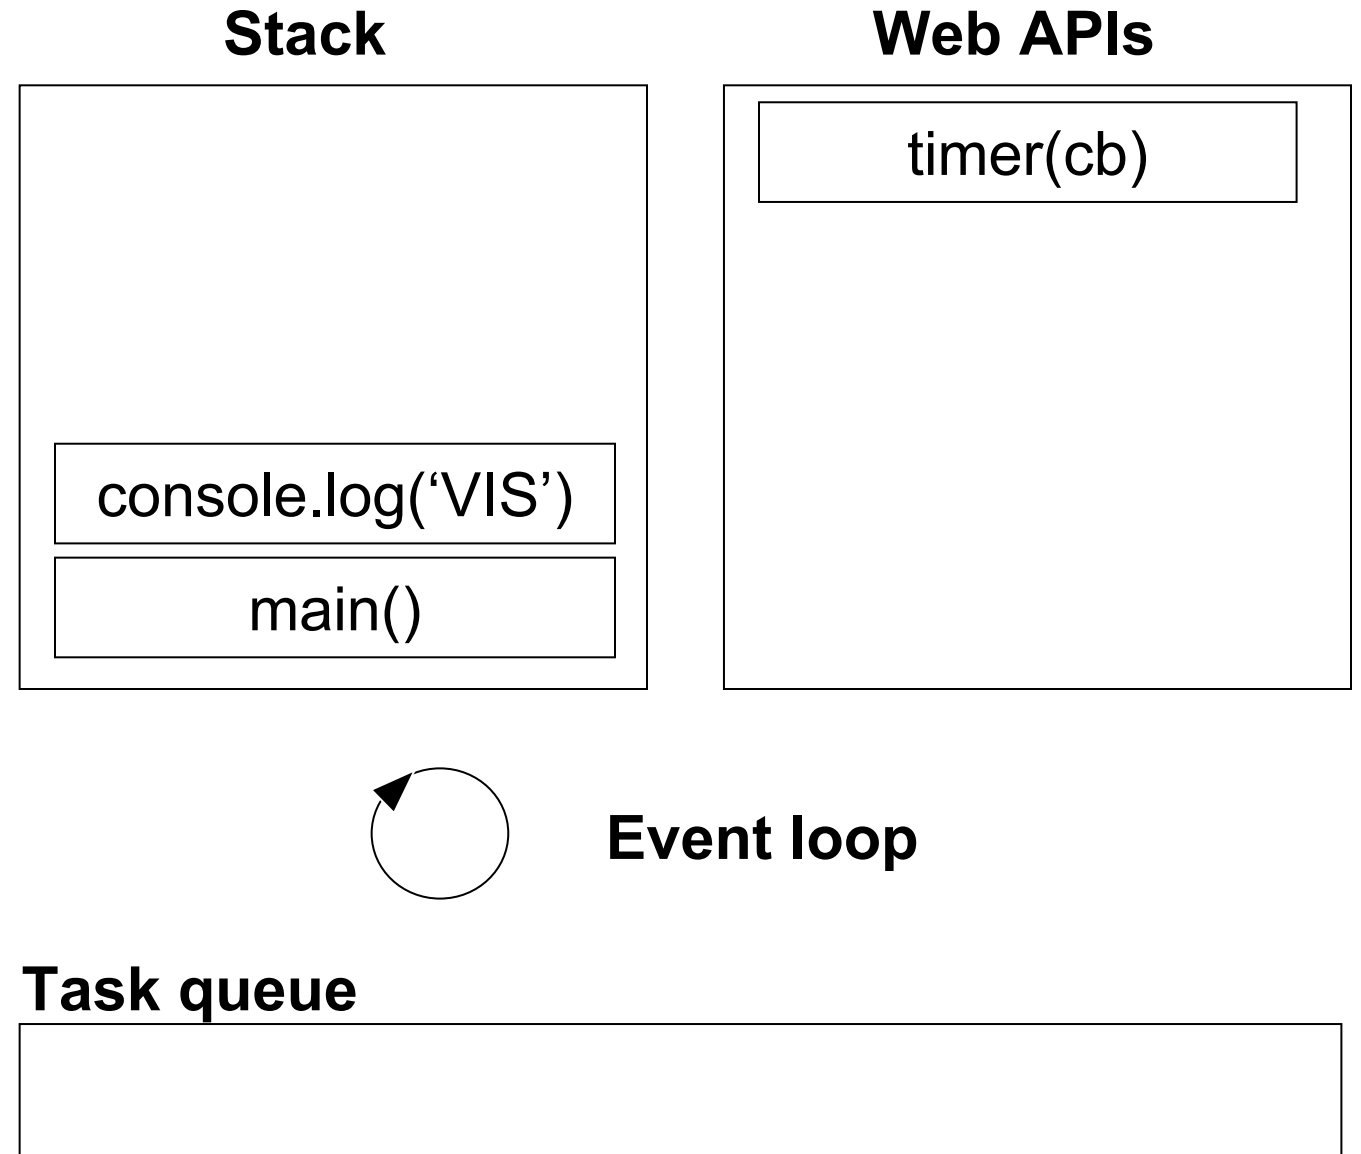 Stack
Web APIs
timer(cb)
console.log(‘VIS’)
main()
Event loop
Task queue